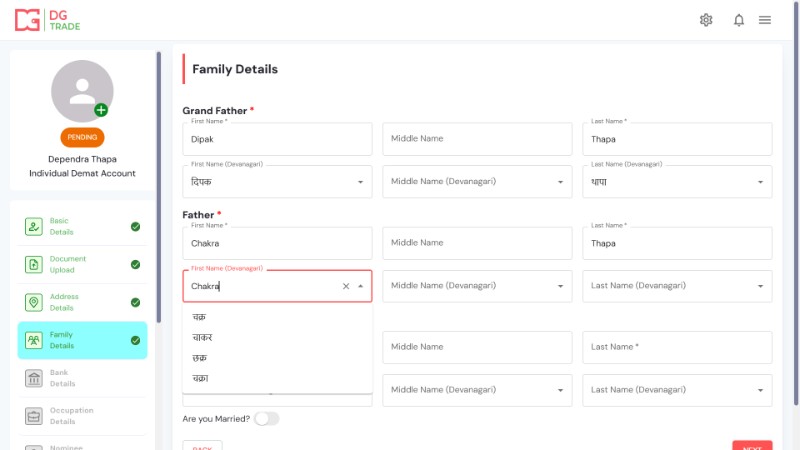 DG
TRADE
PENDING
Dependra Thapa
Individual Demat Account
Basic
Details
Document
Upload
Address
Details
Family
Details
Bank
Details
Occupation
Details
Nominee
Family Details
Grand Father *
First Name *
Dipak
Middle Name
Last Name *
Thapa
First Name (Devanagari)
दिपक
Middle Name (Devanagari)
Last Name (Devanagari)
थापा
Father *
First Name *
Chakra
Middle Name
Last Name *
Thapa
First Name (Devanagari)
Chakra
Middle Name (Devanagari)
Last Name (Devanagari)
चक्र
चाकर
छक्र
चक्रा
Middle Name
Last Name *
Middle Name (Devanagari)
Last Name (Devanagari)
Are you Married?
BACK
NEXT